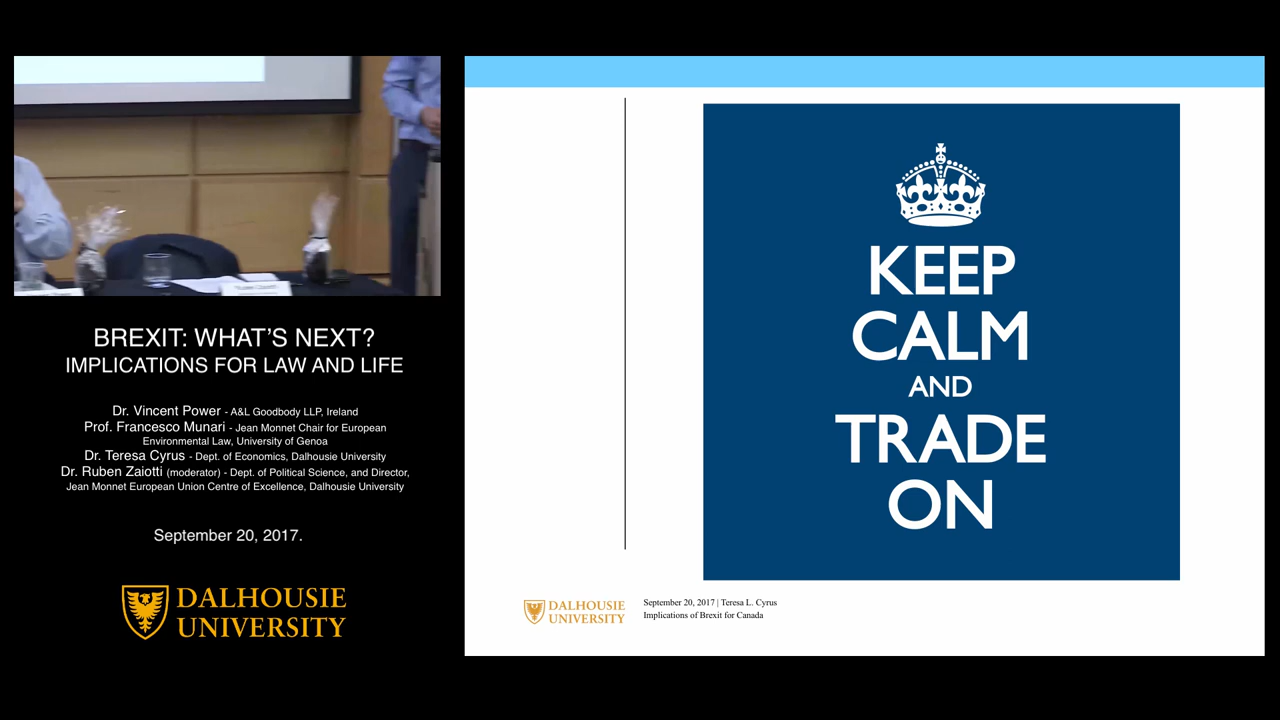 BREXIT: WHAT'S NEXT?
IMPLICATIONS FOR LAW AND LIFE
Dr. Vincent Power - A&L Goodbody LLP, Ireland
Prof. Francesco Munari - Jean Monnet Chair for European
Environmental Law, University of Genoa
Dr. Teresa Cyrus - Dept. of Economics, Dalhousie University
Dr. Ruben Zaiotti (moderator) - Dept. of Political Science, and Director,
Jean Monnet European Union Centre of Excellence, Dalhousie University
September 20, 2017.
DALHOUSIE
UNIVERSITY
KEEP
CALM
AND
TRADE
ON
DALHOUSIE
UNIVERSITY
September 20, 2017 | Teresa L. Cyrus
Implications of Brexit for Canada